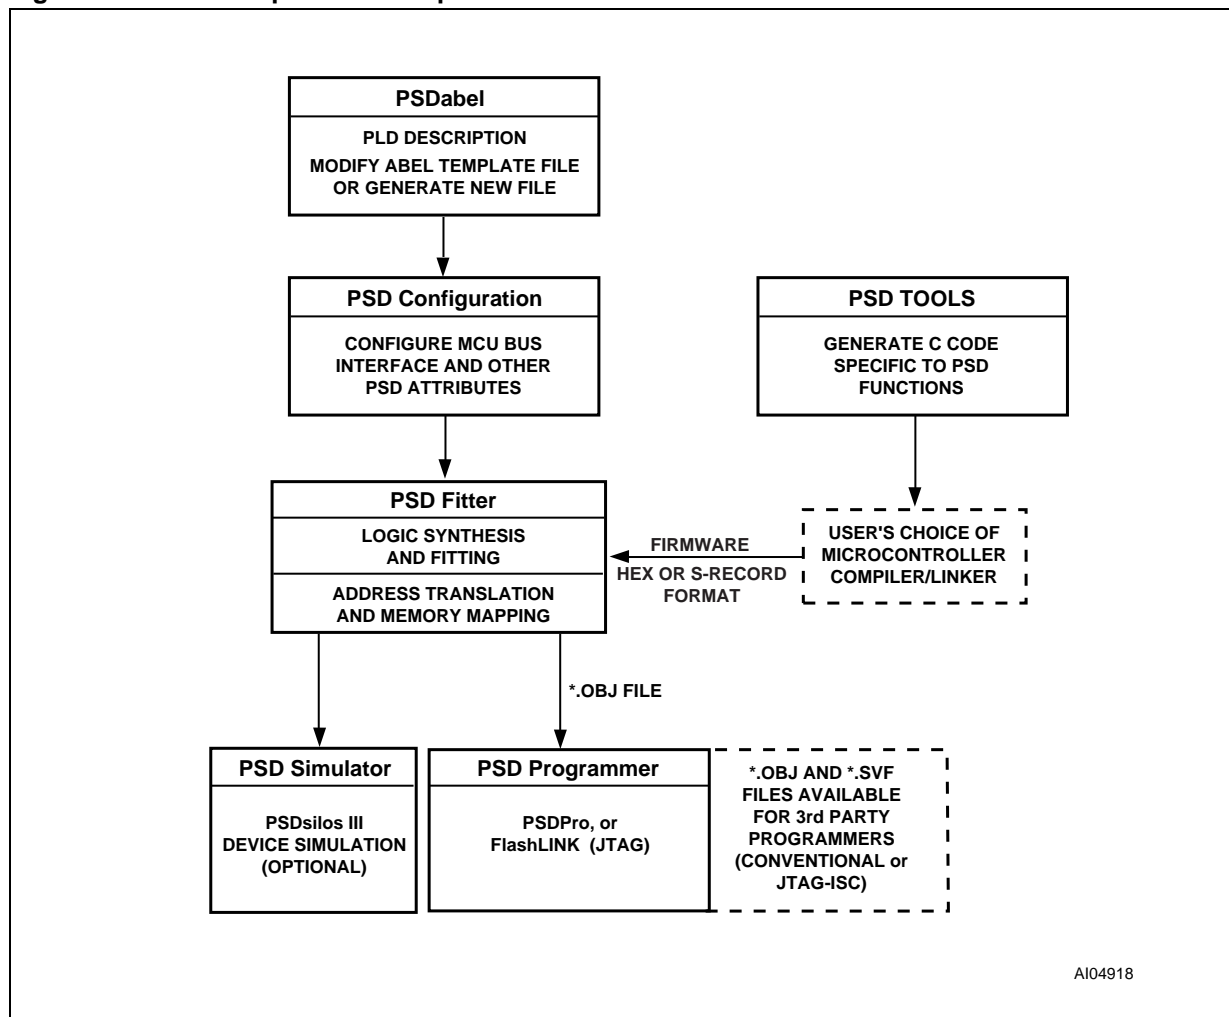 PSDabel
PLD DESCRIPTION
MODIFY ABEL TEMPLATE FILE
OR GENERATE NEW FILE
PSD Configuration
CONFIGURE MCU BUS
INTERFACE AND OTHER
PSD ATTRIBUTES
PSD TOOLS
GENERATE C CODE
SPECIFIC TO PSD
FUNCTIONS
PSD Fitter
LOGIC SYNTHESIS
AND FITTING
ADDRESS TRANSLATION
AND MEMORY MAPPING
FIRMWARE
HEX OR S-RECORD
FORMAT
USER'S CHOICE OF
MICROCONTROLLER
COMPILER/LINKER
*.OBJ FILE
PSD Simulator
PSDsilos III
DEVICE SIMULATION
(OPTIONAL)
PSD Programmer
PSDPro, or
FlashLINK (JTAG)
*.OBJ AND *.SVF
FILES AVAILABLE
FOR 3rd PARTY
PROGRAMMERS
(CONVENTIONAL or
JTAG-ISC)
AI04918